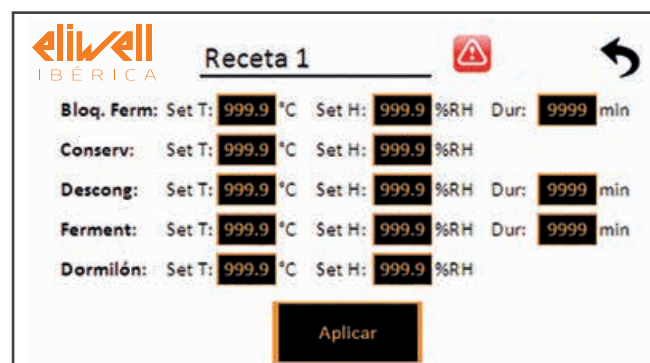 eliwell
IBÉRICA
Receta 1
Bloq. Ferm: Set T: 999.9 °C Set H: 999.9 %RH Dur: 9999 min
Conserv: Set T: 999.9 °C Set H: 999.9 %RH
Descong: Set T: 999.9 °C Set H: 999.9 %RH Dur: 9999 min
Ferment: Set T: 999.9 °C Set H: 999.9 %RH Dur: 9999 min
Dormilón: Set T: 999.9 °C Set H: 999.9 %RH
Aplicar